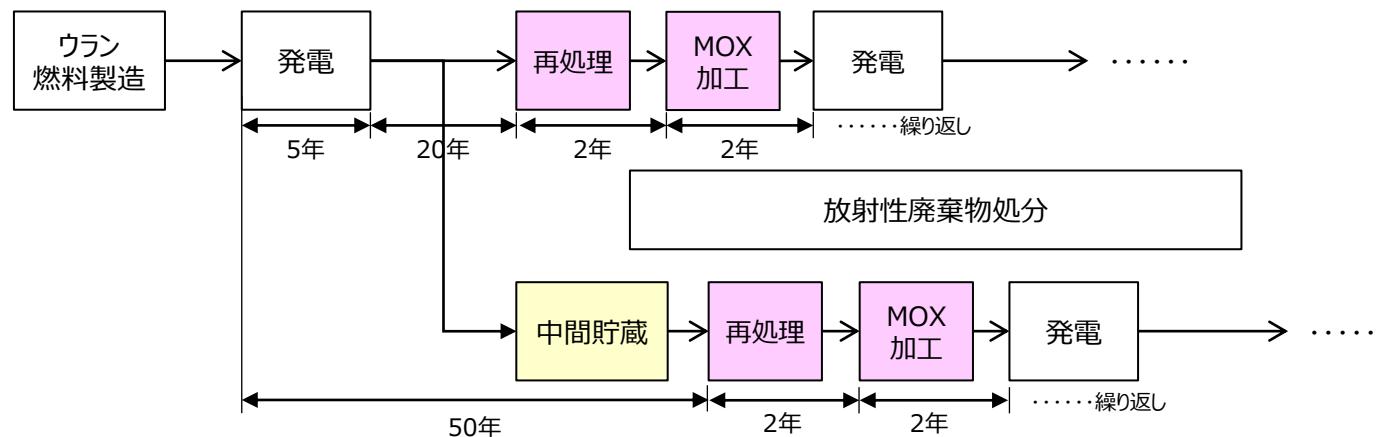 ウラン
燃料製造
発電
再処理
MOX
加工
発電
・・・・・・
5年
20年
2年
2年
・・・・・・繰り返し
放射性廃棄物処分
中間貯蔵
再処理
MOX
加工
発電
・・・・・
50年
2年
2年
・・・・・・繰り返し